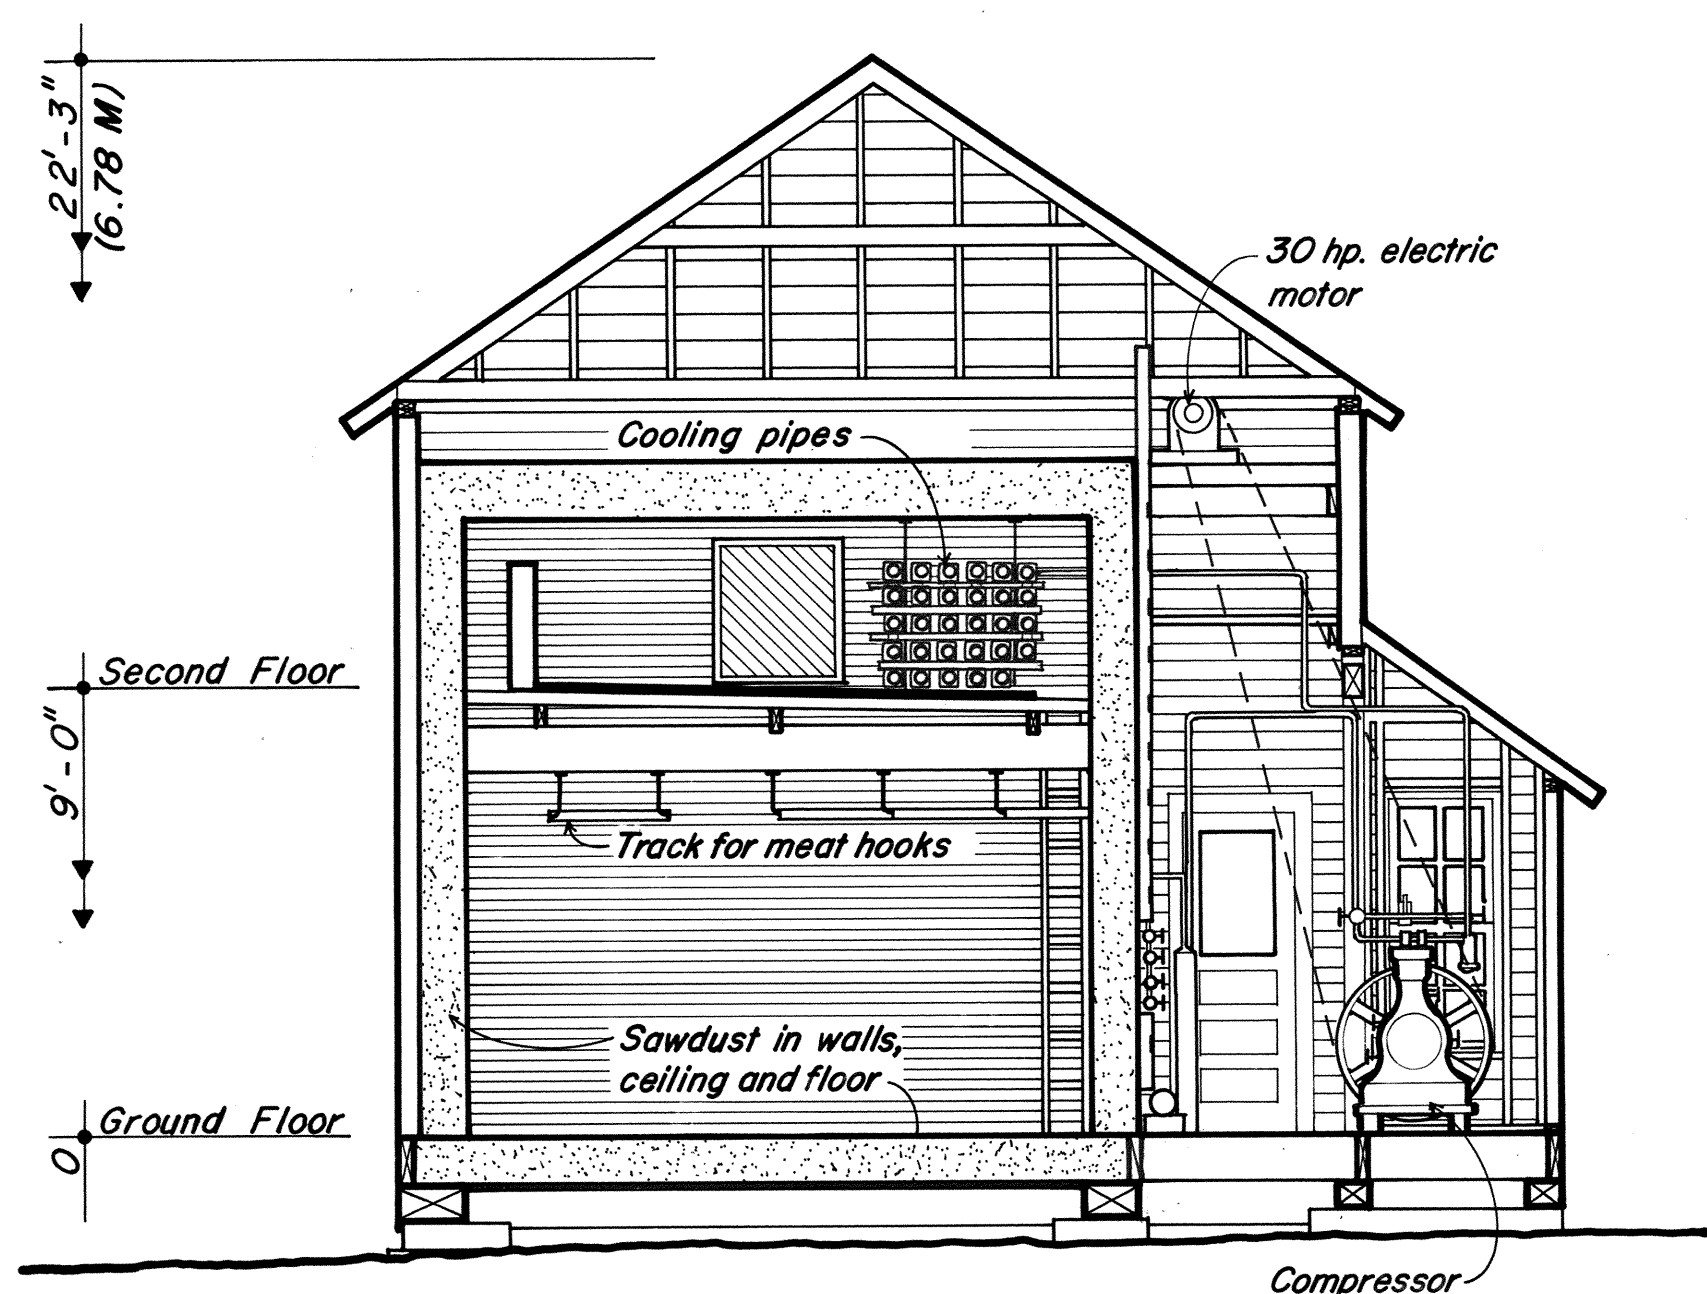 22'-3"
(6.78 M)
30 hp. electric
motor
Cooling pipes
Second Floor
9'-0"
Track for meat hooks
Sawdust in walls,
ceiling and floor
Ground Floor
0
Compressor